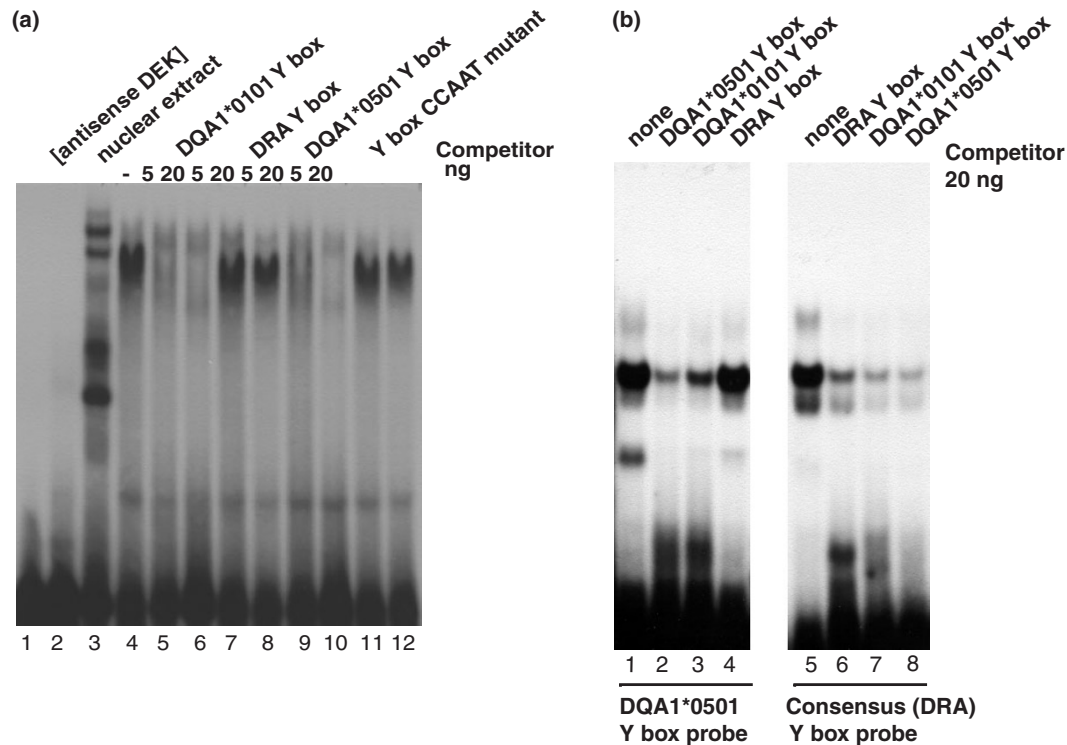 (a)
[antisense DEK]
nuclear extract
DQA1*0101 Y box
DRA Y box
DQA1*0501 Y box
Y box CCAAT mutant
Competitor
- 5 20 5 20 5 20 ng
1 2 3 4 5 6 7 8 9 10 11 12
(b)
none
DQA1*0501 Y box
DQA1*0101 Y box
DRA Y box
none
DRA Y box
DQA1*0101 Y box
DQA1*0501 Y box
Competitor
20 ng
1 2 3 4 5 6 7 8
DQA1*0501
Y box probe
Consensus (DRA)
Y box probe